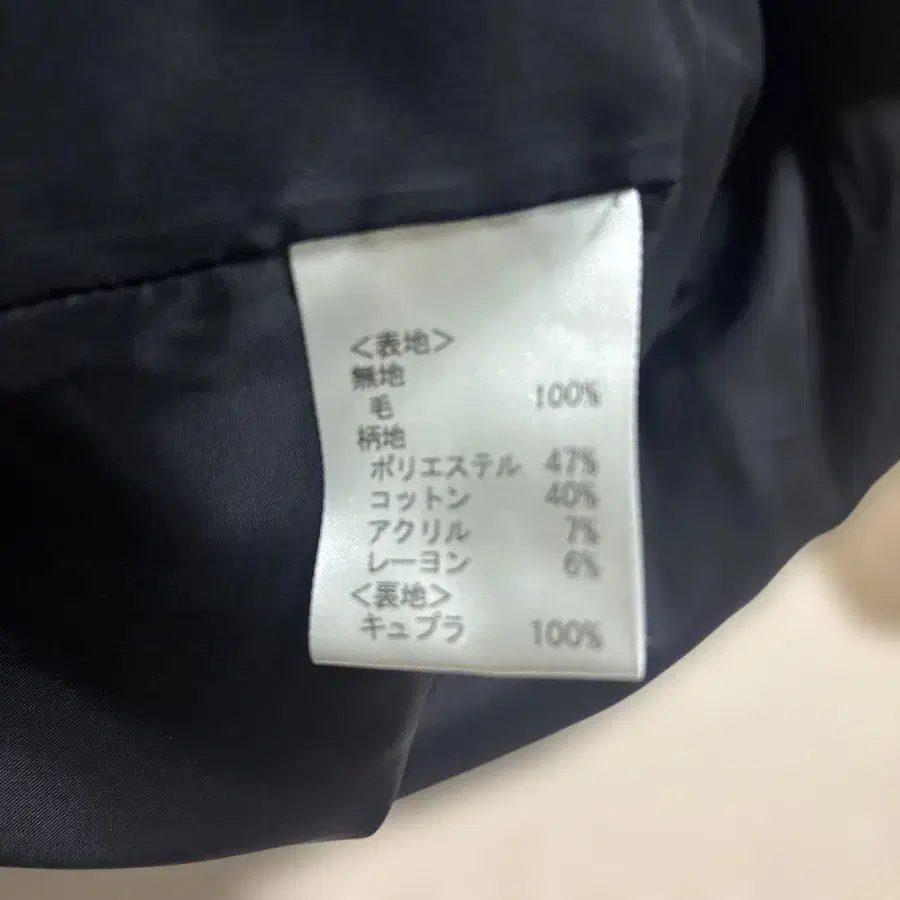 <表地>
無地
毛 100%
柄地
ポリエステル 47%
コットン 40%
アクリル 7%
レーヨン 6%
<裏地>
キュプラ 100%